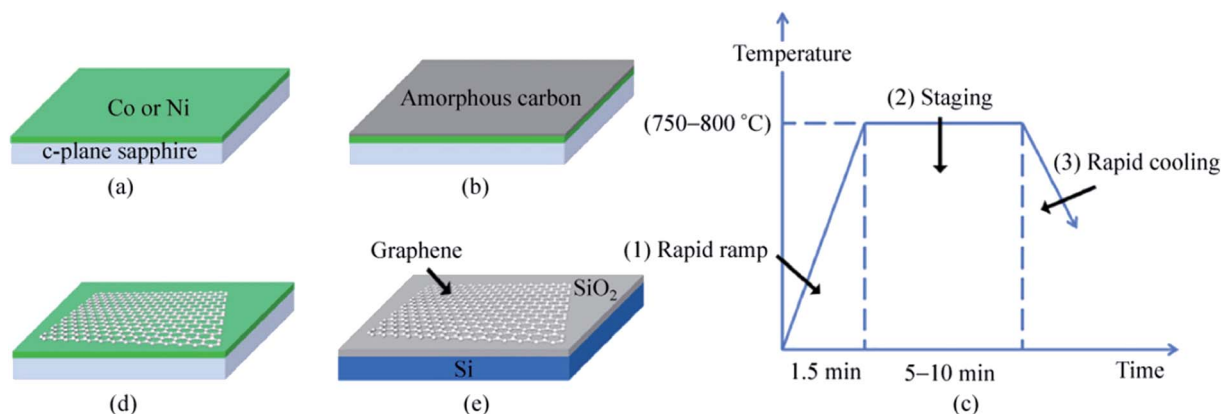 Co or Ni
c-plane sapphire
(a)
Amorphous carbon
(b)
Temperature
(750–800 °C)
(2) Staging
(3) Rapid cooling
(1) Rapid ramp
1.5 min
5–10 min
Time
(c)
(d)
Graphene
SiO₂
Si
(e)